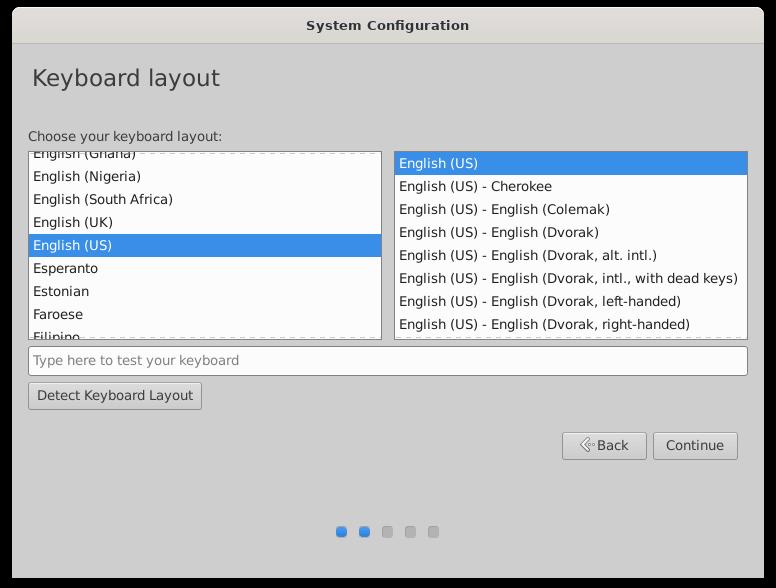 System Configuration
Keyboard layout
Choose your keyboard layout:
English (Ghana)
English (Nigeria)
English (South Africa)
English (UK)
English (US)
Esperanto
Estonian
Faroese
Filipino
English (US)
English (US) - Cherokee
English (US) - English (Colemak)
English (US) - English (Dvorak)
English (US) - English (Dvorak, alt. intl.)
English (US) - English (Dvorak, intl., with dead keys)
English (US) - English (Dvorak, left-handed)
English (US) - English (Dvorak, right-handed)
Type here to test your keyboard
Detect Keyboard Layout
Back
Continue